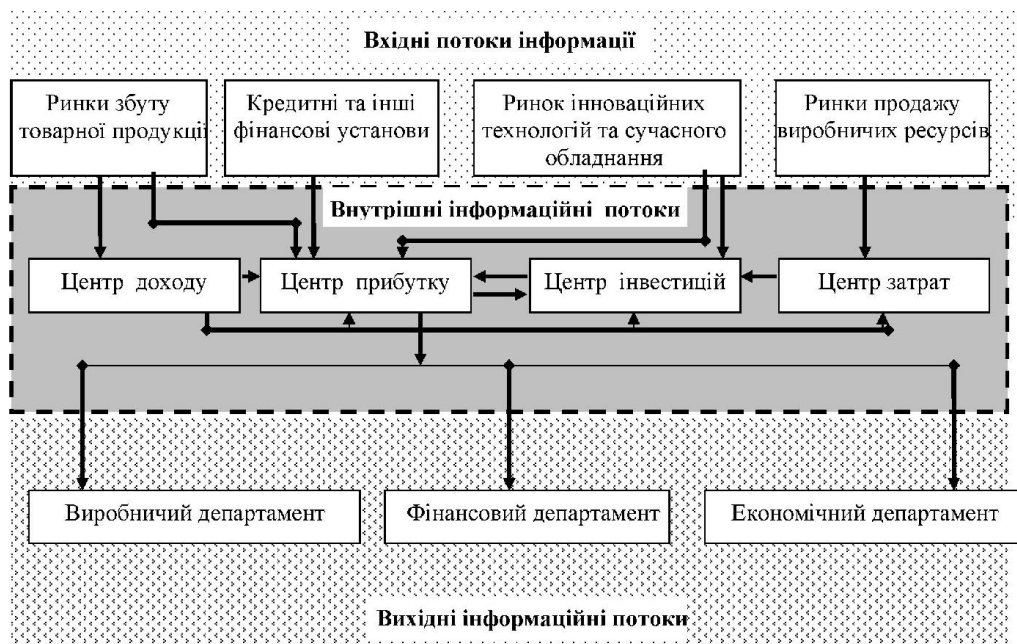 Вхідні потоки інформації
Ринки збуту
товарної продукції
Кредитні та інші
фінансові установи
Ринок інноваційних
технологій та сучасного
обладнання
Ринки продажу
виробничих ресурсів
Внутрішні інформаційні потоки
Центр доходу
Центр прибутку
Центр інвестицій
Центр затрат
Виробничий департамент
Фінансовий департамент
Економічний департамент
Вихідні інформаційні потоки